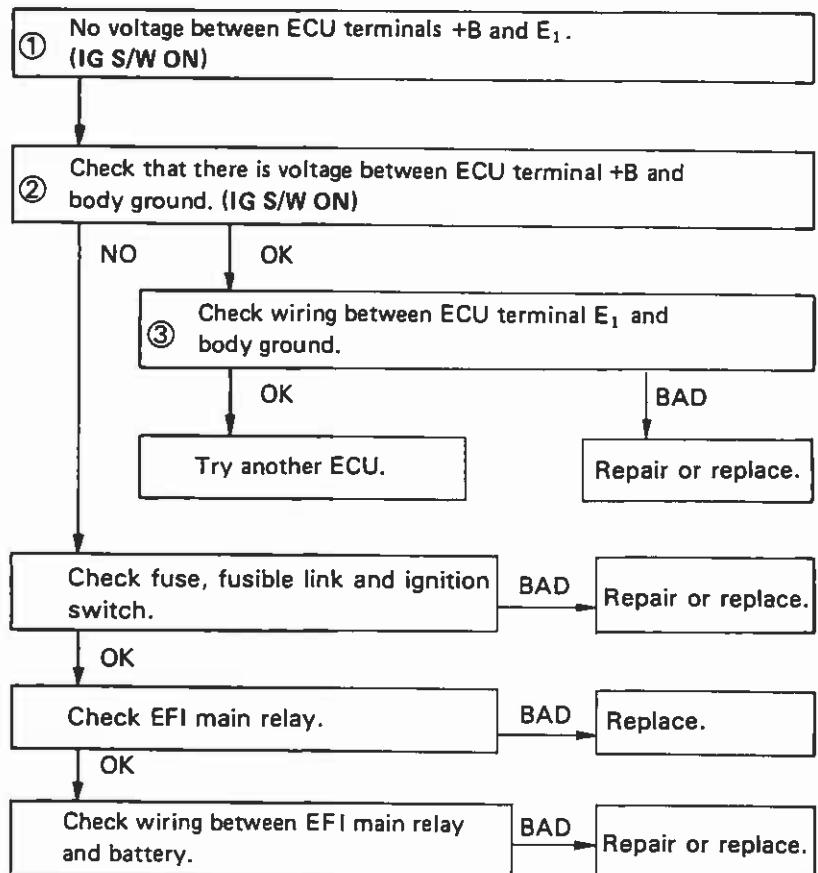 ① No voltage between ECU terminals +B and E₁.
(IG S/W ON)
② Check that there is voltage between ECU terminal +B and
body ground. (IG S/W ON)
NO
OK
③ Check wiring between ECU terminal E₁ and
body ground.
OK
BAD
Try another ECU.
Repair or replace.
Check fuse, fusible link and ignition
switch.
BAD
Repair or replace.
OK
Check EFI main relay.
BAD
Replace.
OK
Check wiring between EFI main relay
and battery.
BAD
Repair or replace.